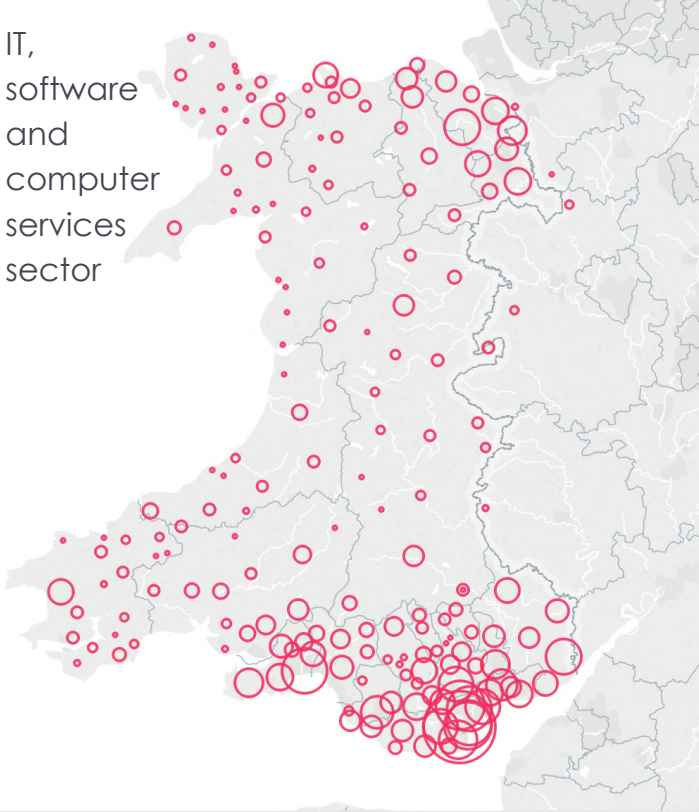 IT,
software
and
computer
services
sector